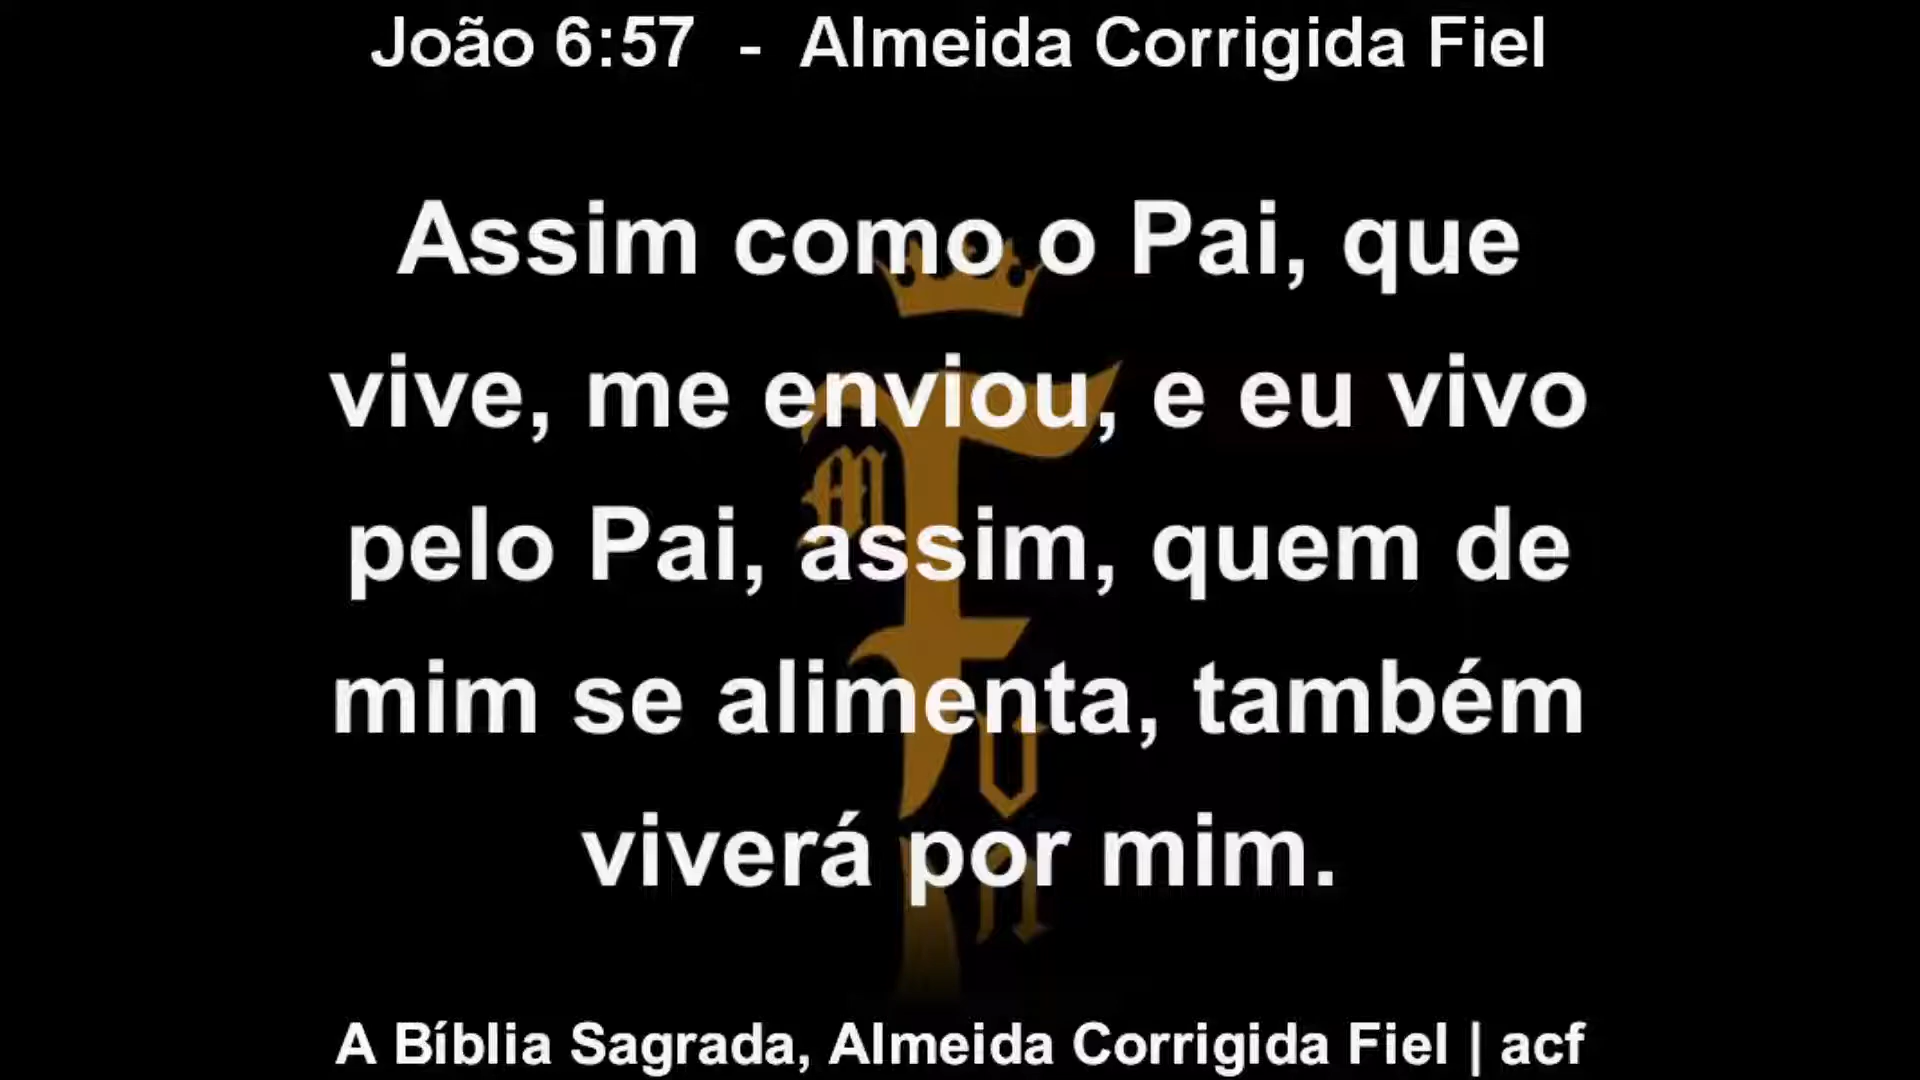 João 6:57 - Almeida Corrigida Fiel
Assim como o Pai, que
vive, me enviou, e eu vivo
pelo Pai, assim, quem de
mim se alimenta, também
viverá por mim.
A Bíblia Sagrada, Almeida Corrigida Fiel | acf